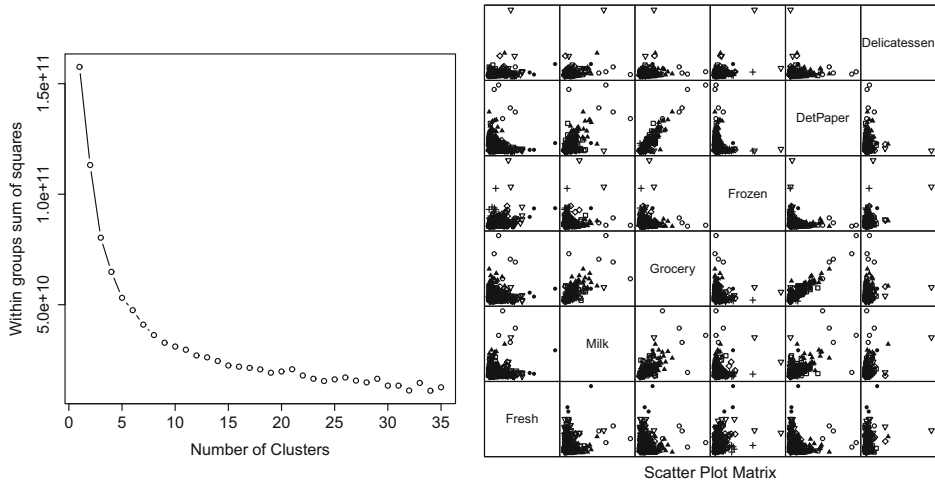 Within groups sum of squares
1.5e+11
1.0e+11
5.0e+10
0 5 10 15 20 25 30 35
Number of Clusters
Delicatessen
DetPaper
Frozen
Grocery
Milk
Fresh
Scatter Plot Matrix